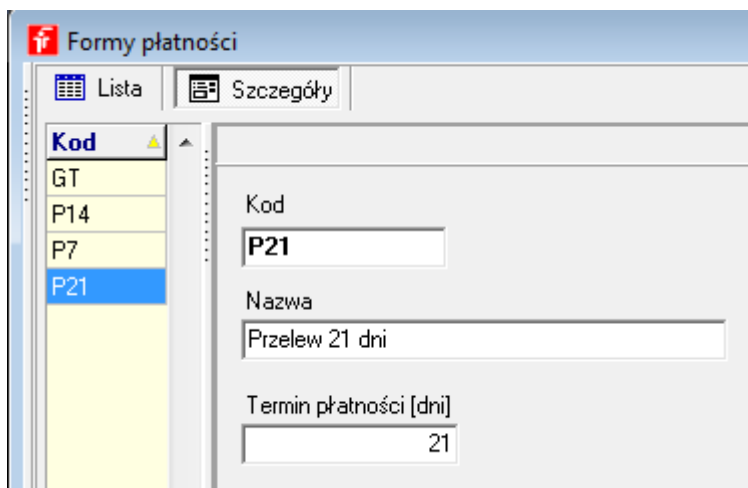 Formy płatności
Lista Szczegóły
Kod
GT
P14
P7
P21
Kod
P21
Nazwa
Przelew 21 dni
Termin płatności [dni]
21